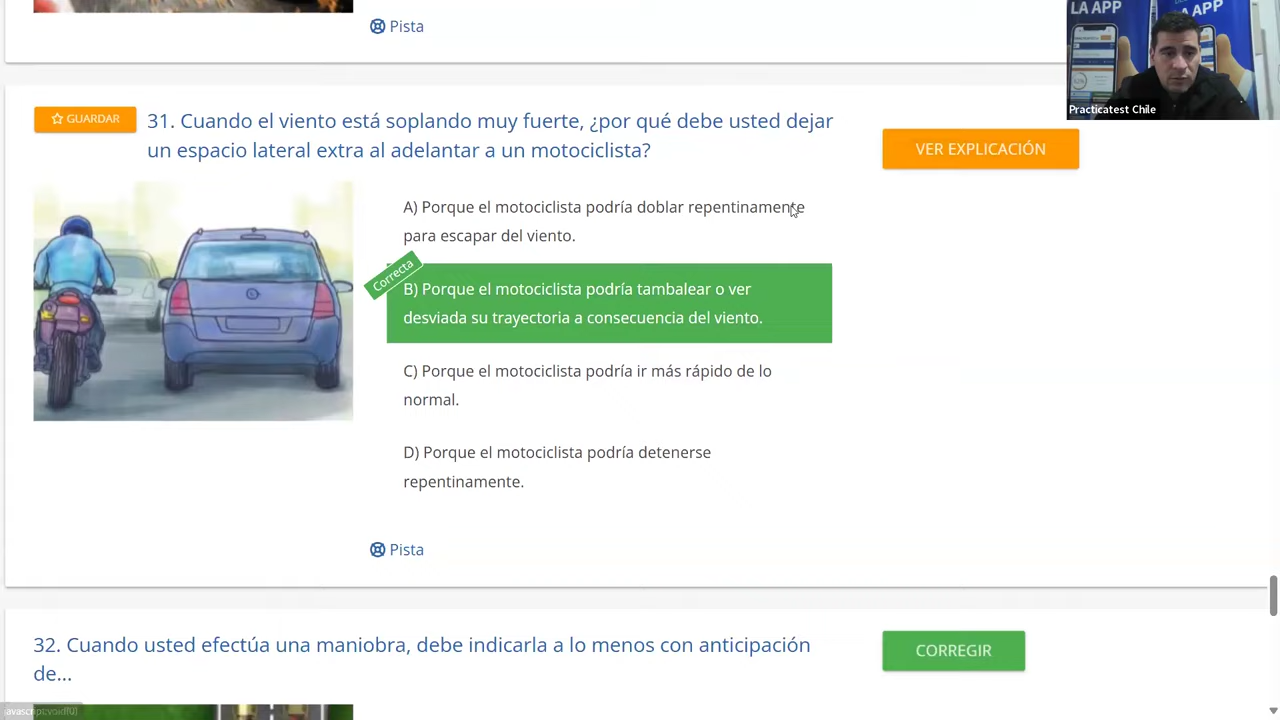 Pista
LA APP
LA APP
Practicatest Chile
GUARDAR
31. Cuando el viento está soplando muy fuerte, ¿por qué debe usted dejar
un espacio lateral extra al adelantar a un motociclista?
VER EXPLICACIÓN
A) Porque el motociclista podría doblar repentinamente
para escapar del viento.
Correcta
B) Porque el motociclista podría tambalear o ver
desviada su trayectoria a consecuencia del viento.
C) Porque el motociclista podría ir más rápido de lo
normal.
D) Porque el motociclista podría detenerse
repentinamente.
Pista
32. Cuando usted efectúa una maniobra, debe indicarla a lo menos con anticipación
de...
CORREGIR